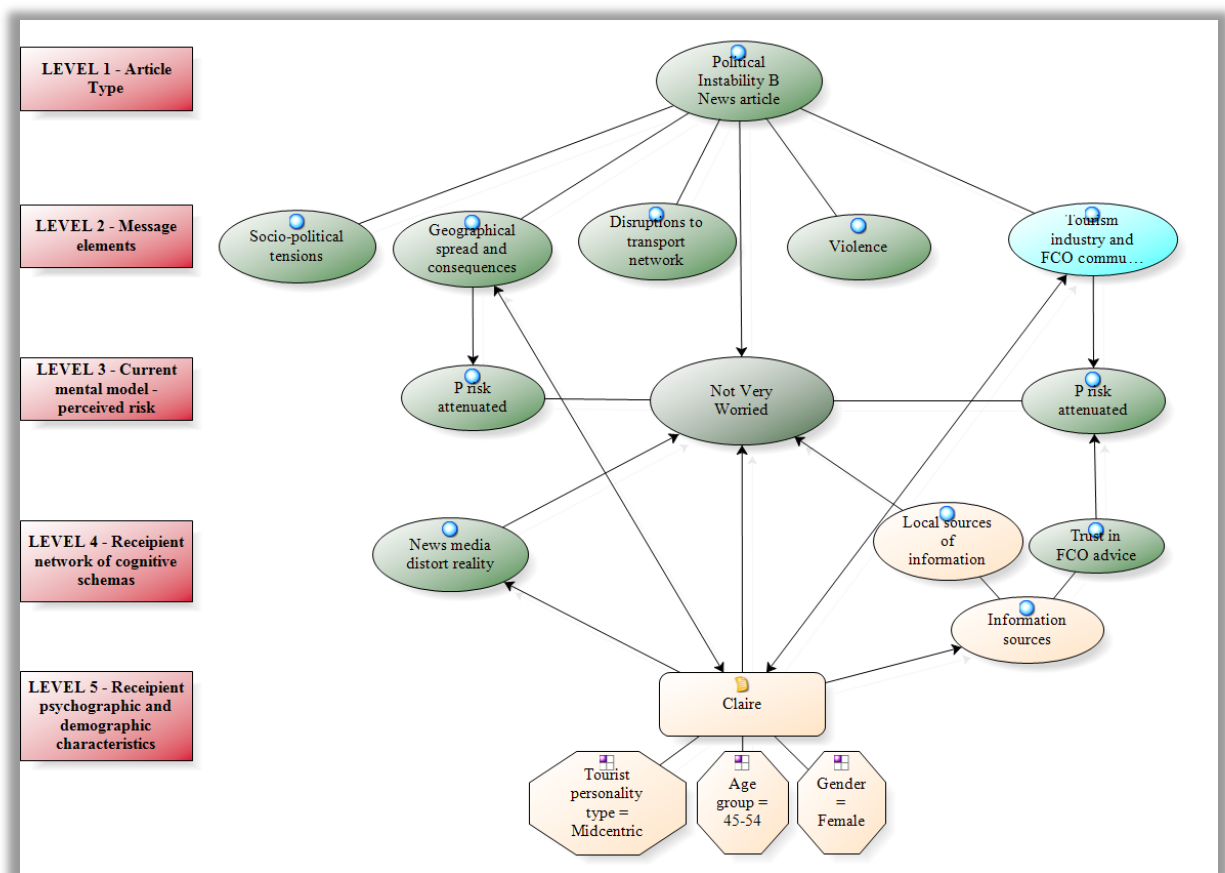 LEVEL 1 - Article
Type
Political
Instability B
News article
LEVEL 2 - Message
elements
Socio-political
tensions
Geographical
spread and
consequences
Disruptions to
transport
network
Violence
Tourism
industry and
FCO commu...
LEVEL 3 - Current
mental model -
perceived risk
P risk
attenuated
Not Very
Worried
P risk
attenuated
LEVEL 4 - Receipient
network of cognitive
schemas
News media
distort reality
Local sources
of
information
Trust in
FCO advice
Information
sources
LEVEL 5 - Receipient
psychographic and
demographic
characteristics
Claire
Tourist
personality
type =
Midcentric
Age
group =
45-54
Gender
=
Female